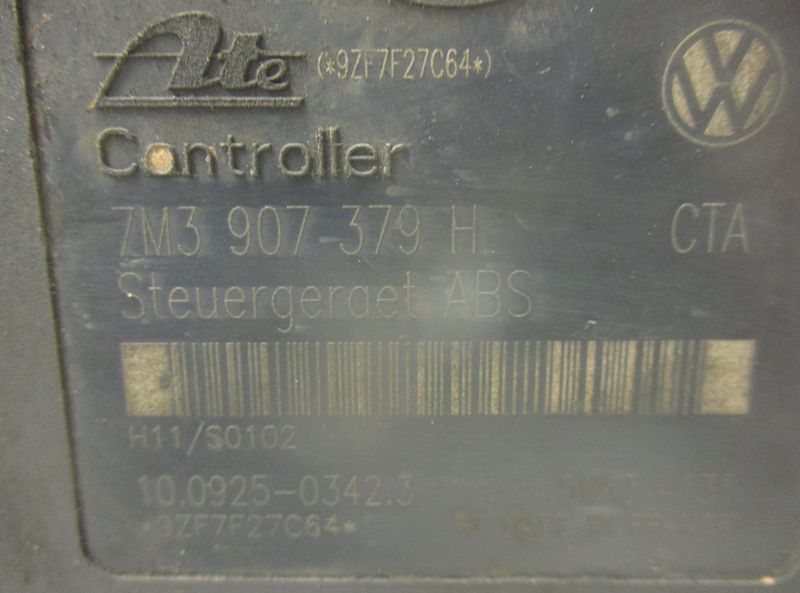 Ate (*9ZF7F27C64*)
Controller
7M3 907 379 H CTA
Steuergeraet ABS
H11/S0102
10.0925-0342.3
*9ZF7F27C64*